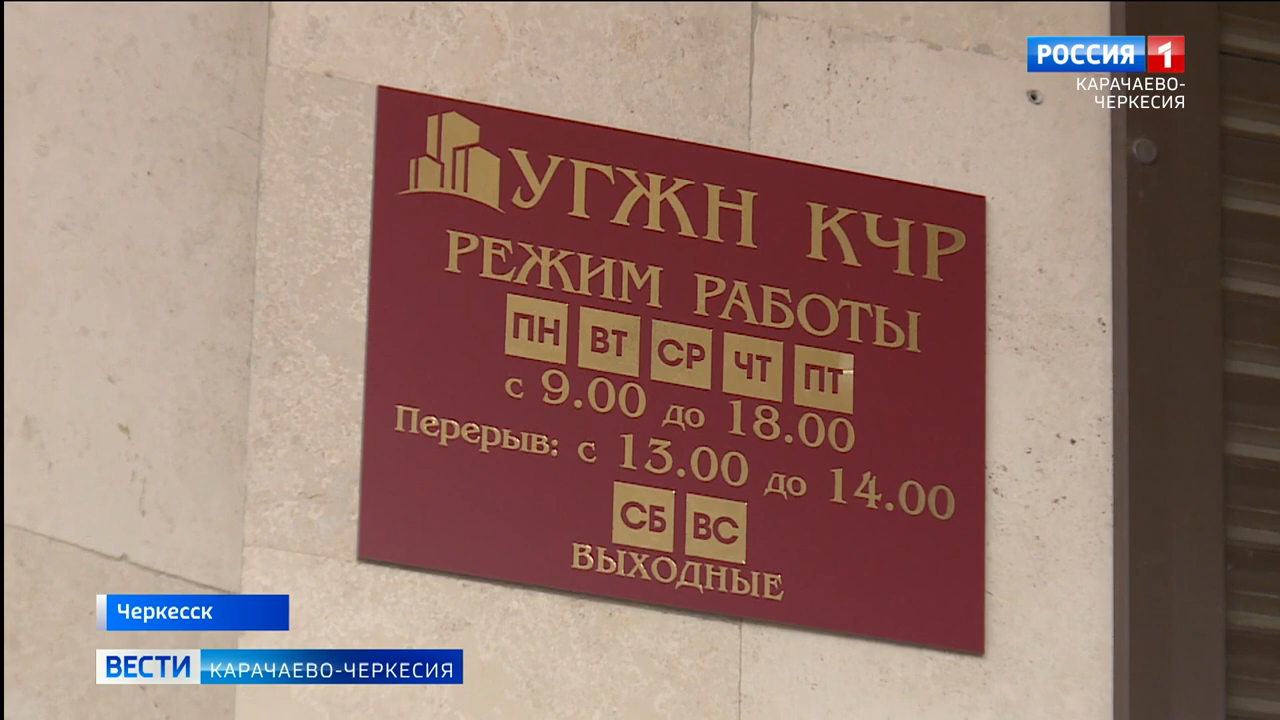 РОССИЯ 1
КАРАЧАЕВО-
ЧЕРКЕСИЯ
УГЖН КЧР
РЕЖИМ РАБОТЫ
ПН ВТ СР ЧТ ПТ
с 9.00 до 18.00
Перерыв: с 13.00 до 14.00
СБ ВС
ВЫХОДНЫЕ
Черкесск
ВЕСТИ КАРАЧАЕВО-ЧЕРКЕСИЯ